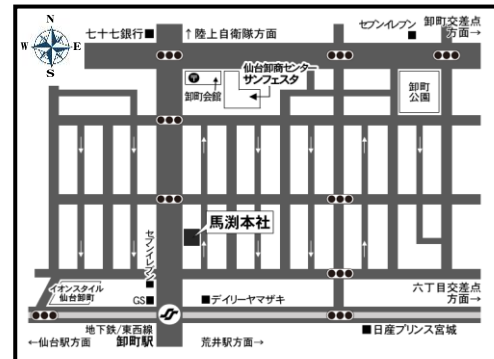 N
W E
S
七十七銀行■
↑陸上自衛隊方面
セブンイレブン
■
卸町交差点
方面→
仙台卸商センター
サンフェスタ
〒
卸町会館
卸町
公園
馬渕本社
セブンイレブン
■
イオンスタイル
仙台卸町
GS■
■デイリーヤマザキ
六丁目交差点
方面→
地下鉄/東西線
←仙台駅方面
卸町駅
荒井駅方面→
■日産プリンス宮城